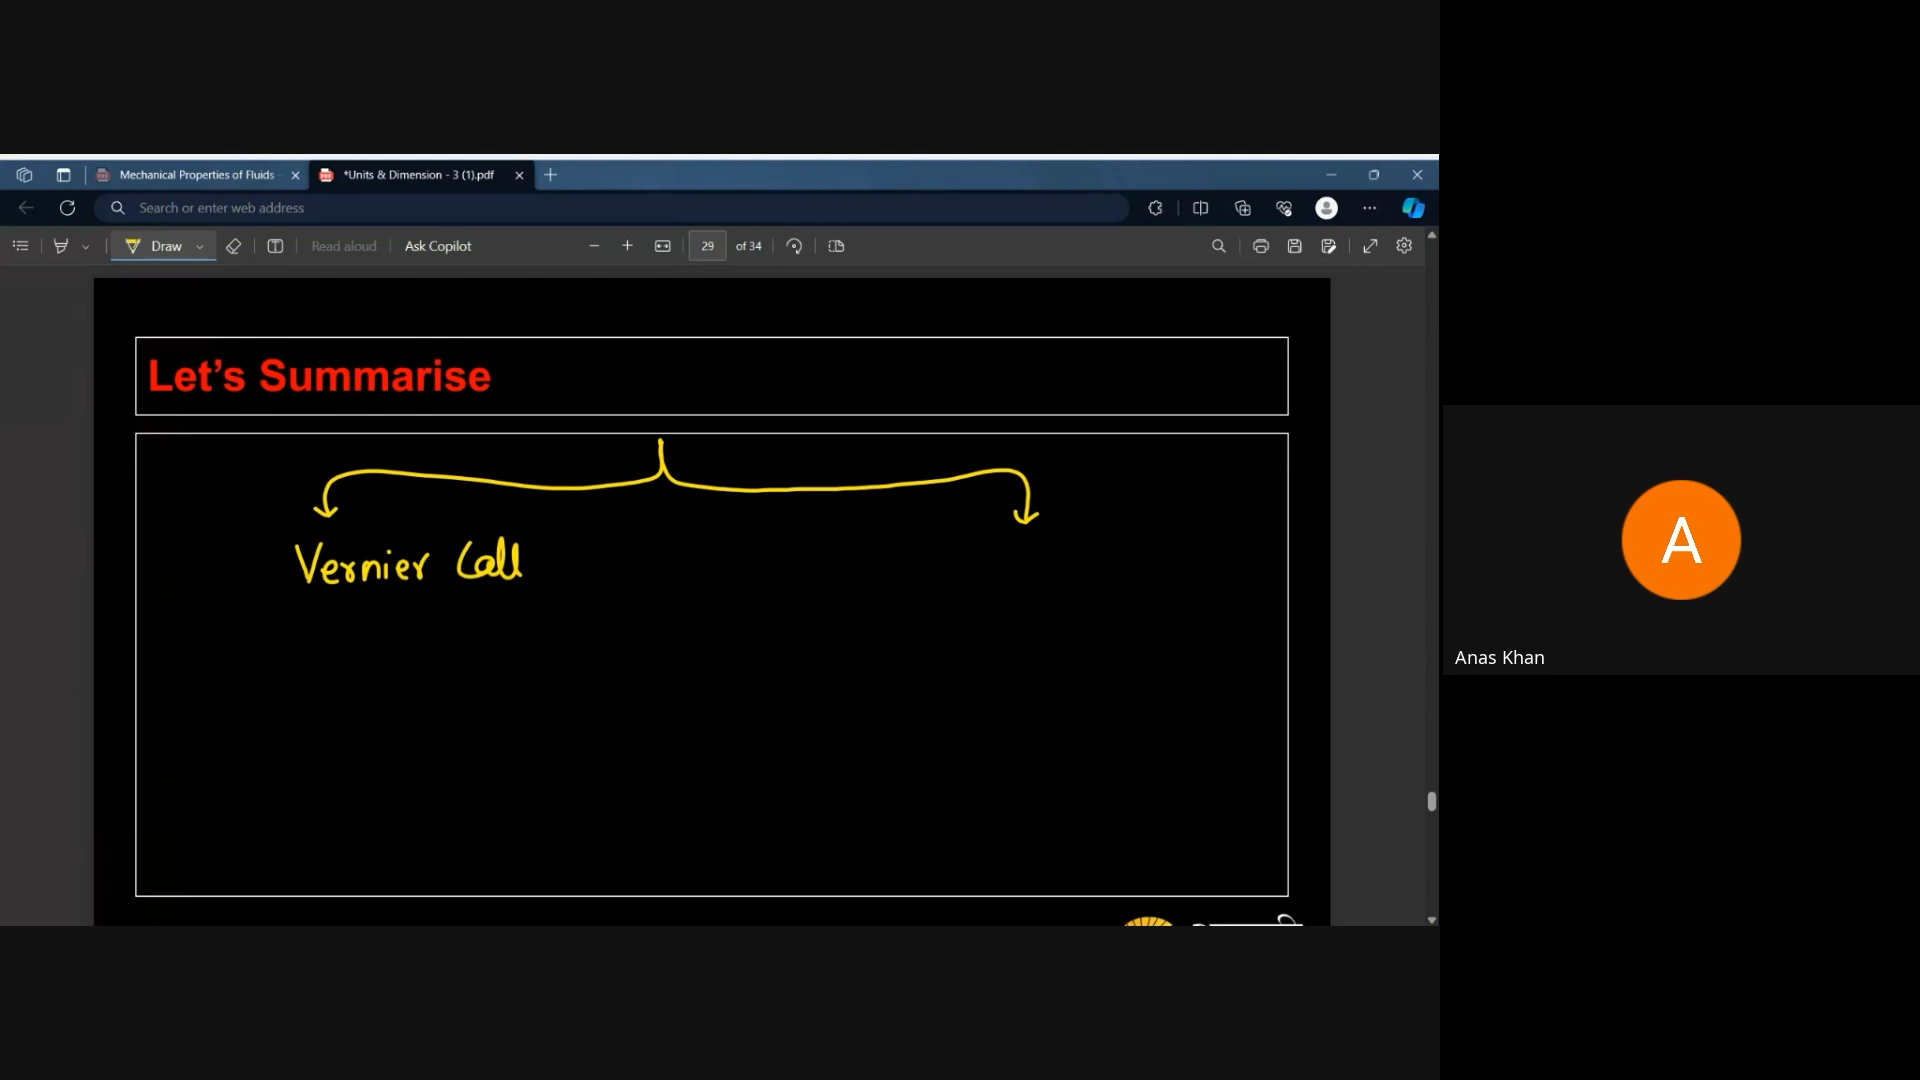 Mechanical Properties of Fluids
*Units & Dimension - 3 (1).pdf
Search or enter web address
Draw
Read aloud
Ask Copilot
29
of 34
Let's Summarise
Vernier Call
A
Anas Khan